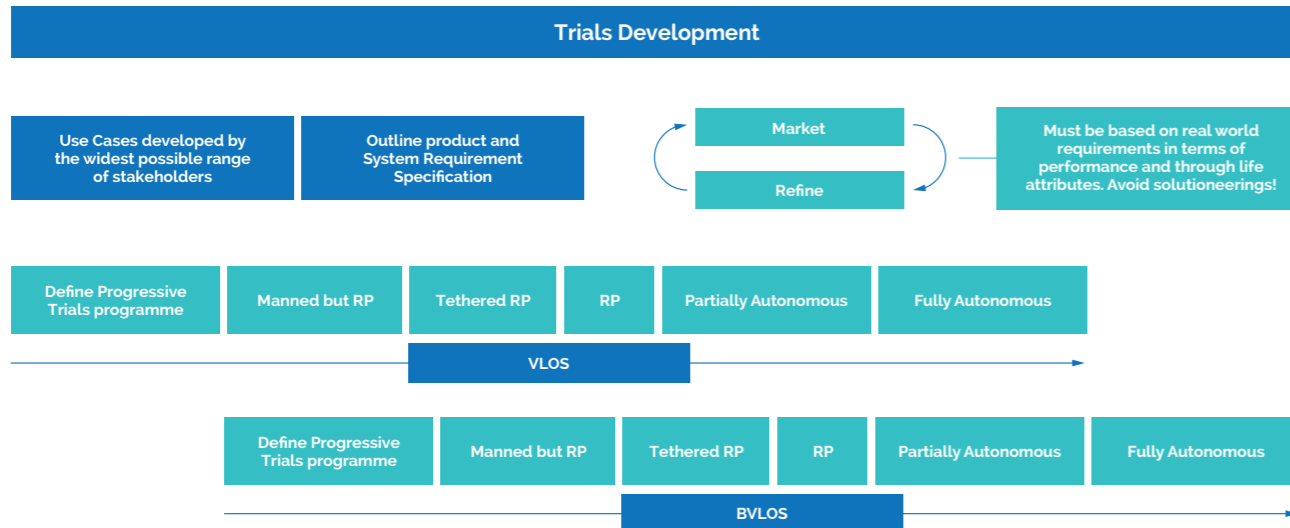 Trials Development
Use Cases developed by
the widest possible range
of stakeholders
Outline product and
System Requirement
Specification
Market
Refine
Must be based on real world
requirements in terms of
performance and through life
attributes. Avoid solutioneerings!
Define Progressive
Trials programme
Manned but RP
Tethered RP
RP
Partially Autonomous
Fully Autonomous
VLOS
Define Progressive
Trials programme
Manned but RP
Tethered RP
RP
Partially Autonomous
Fully Autonomous
BVLOS